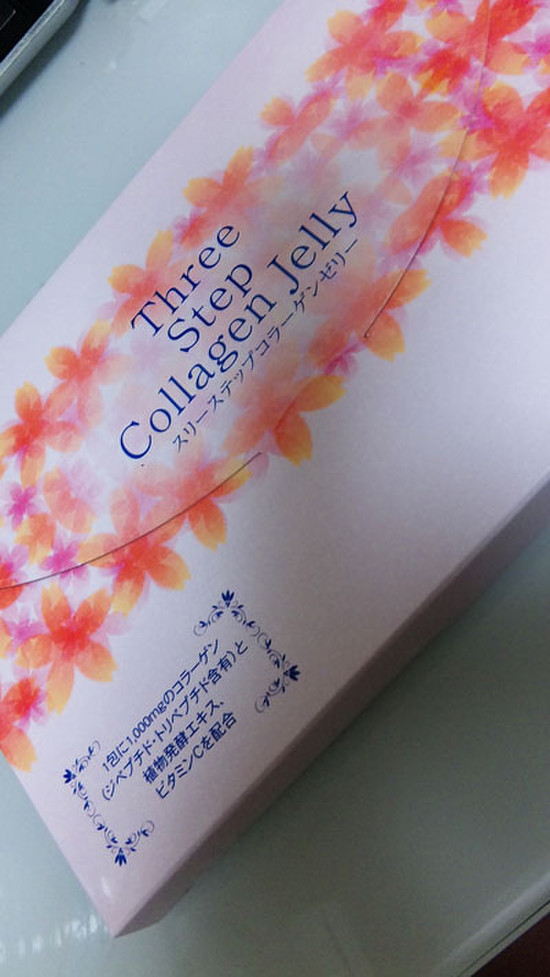 Three
Step
Collagen Jelly
スリーステップコラーゲンゼリー
1包に1,000mgのコラーゲン
(ジペプチド・トリペプチド含有)と
植物発酵エキス、
ビタミンCを配合